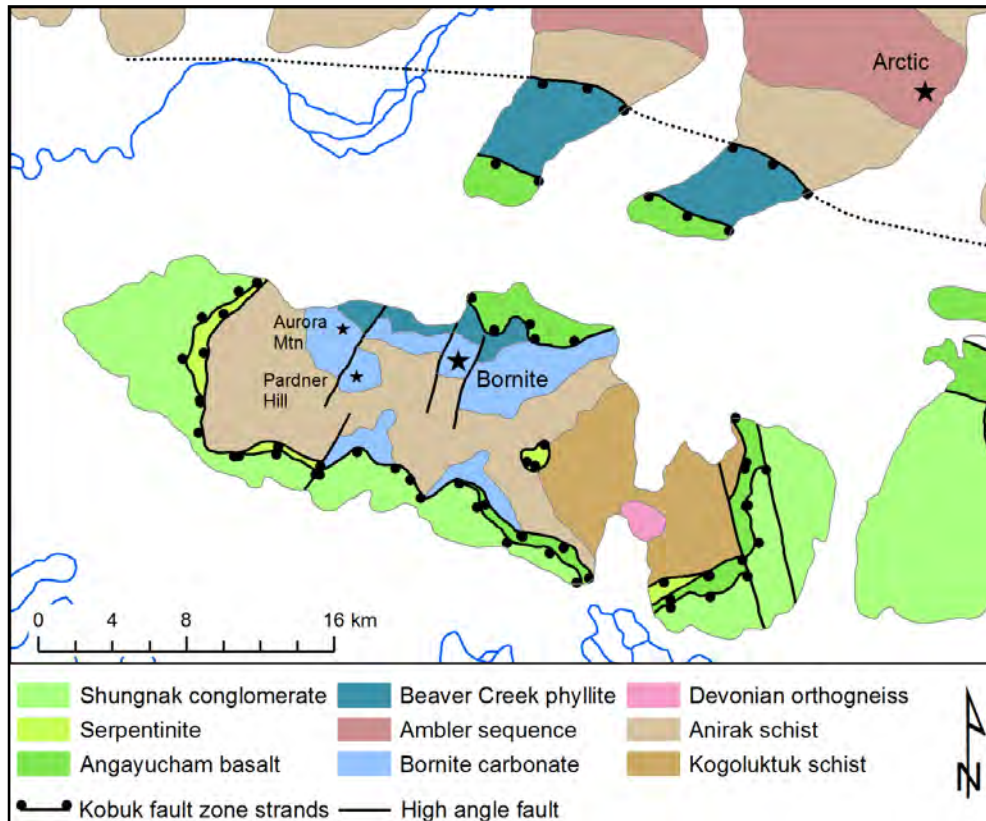 Arctic
Aurora
Mtn
Pardner
Hill
Bornite
0 4 8 16 km
Shungnak conglomerate
Beaver Creek phyllite
Devonian orthogneiss
Serpentinite
Ambler sequence
Anirak schist
Angayucham basalt
Bornite carbonate
Kogoluktuk schist
Kobuk fault zone strands
High angle fault
N